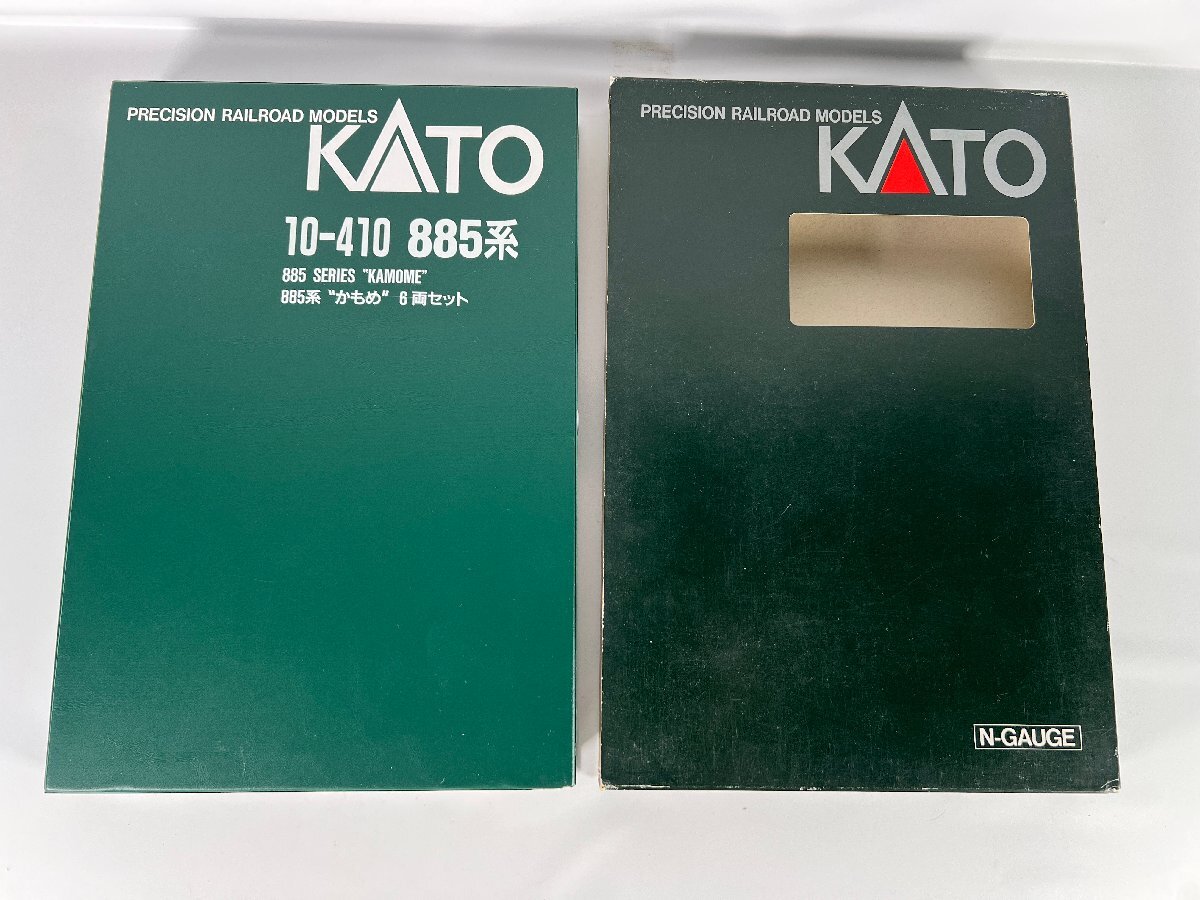 PRECISION RAILROAD MODELS
KATO
10-410 885系
885 SERIES "KAMOME"
885系 "かもめ" 6両セット
PRECISION RAILROAD MODELS
KATO
N-GAUGE